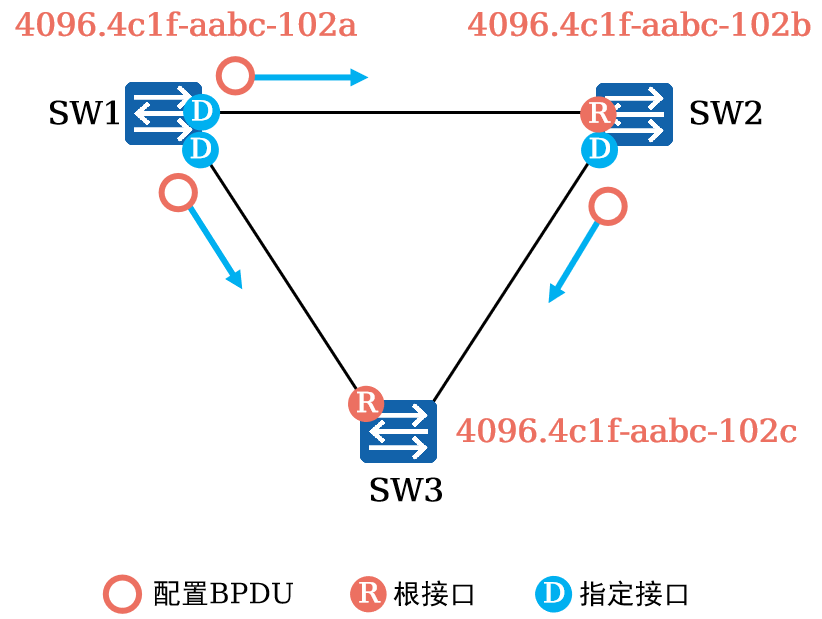 4096.4c1f-aabc-102a
4096.4c1f-aabc-102b
SW1
D
R
SW2
D
D
R
4096.4c1f-aabc-102c
SW3
配置BPDU
R
根接口
D
指定接口